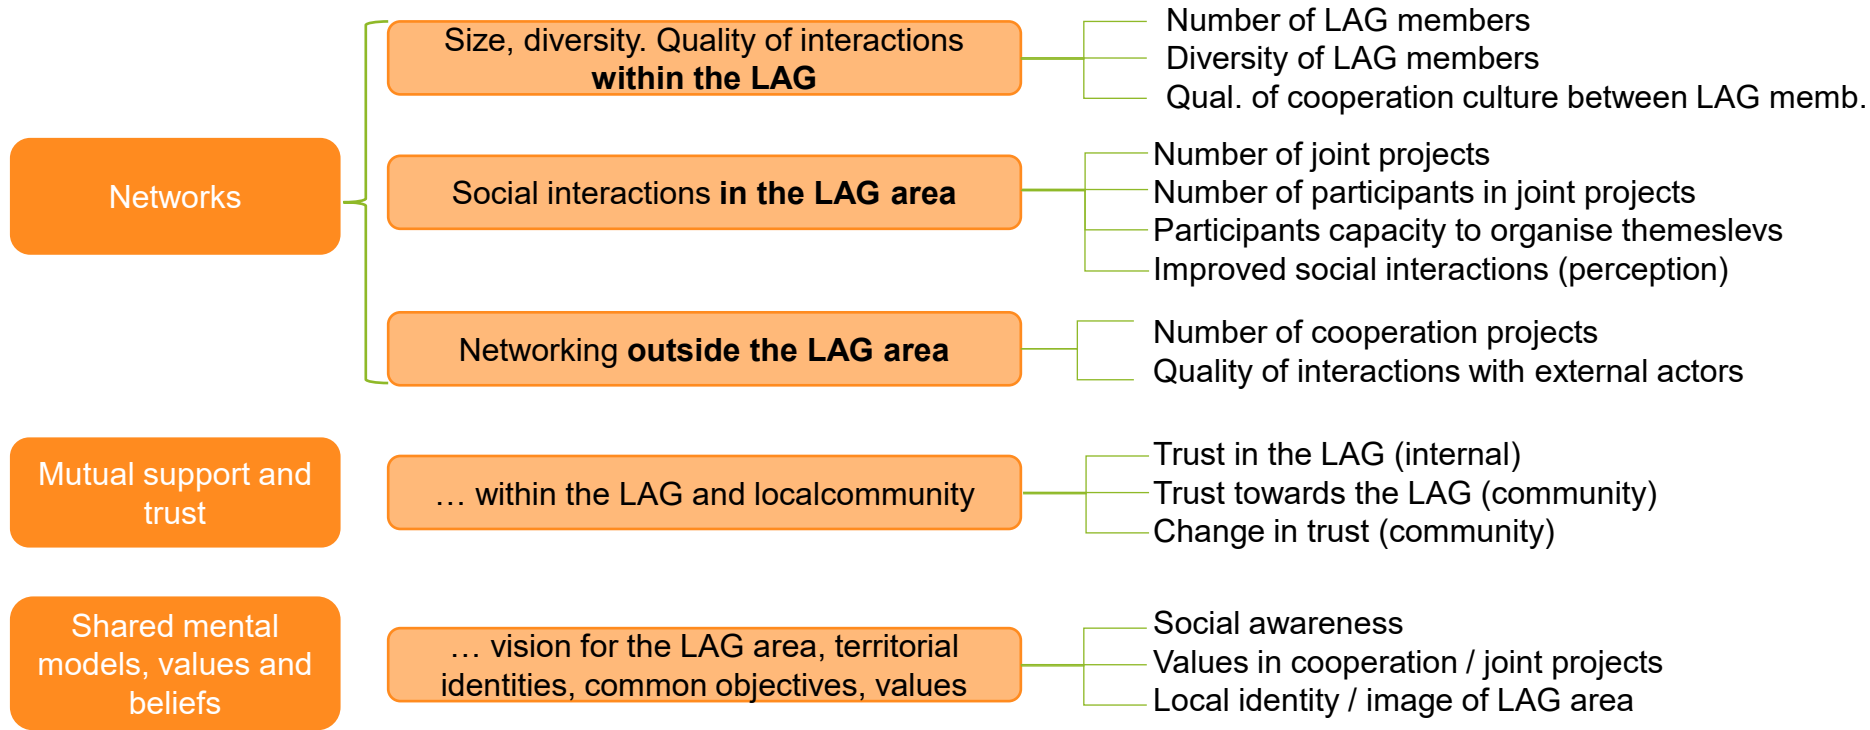 Networks
Size, diversity. Quality of interactions
within the LAG
Number of LAG members
Diversity of LAG members
Qual. of cooperation culture between LAG memb.
Social interactions in the LAG area
Number of joint projects
Number of participants in joint projects
Participants capacity to organise themeslevs
Improved social interactions (perception)
Networking outside the LAG area
Number of cooperation projects
Quality of interactions with external actors
Mutual support and
trust
… within the LAG and localcommunity
Trust in the LAG (internal)
Trust towards the LAG (community)
Change in trust (community)
Shared mental
models, values and
beliefs
… vision for the LAG area, territorial
identities, common objectives, values
Social awareness
Values in cooperation / joint projects
Local identity / image of LAG area